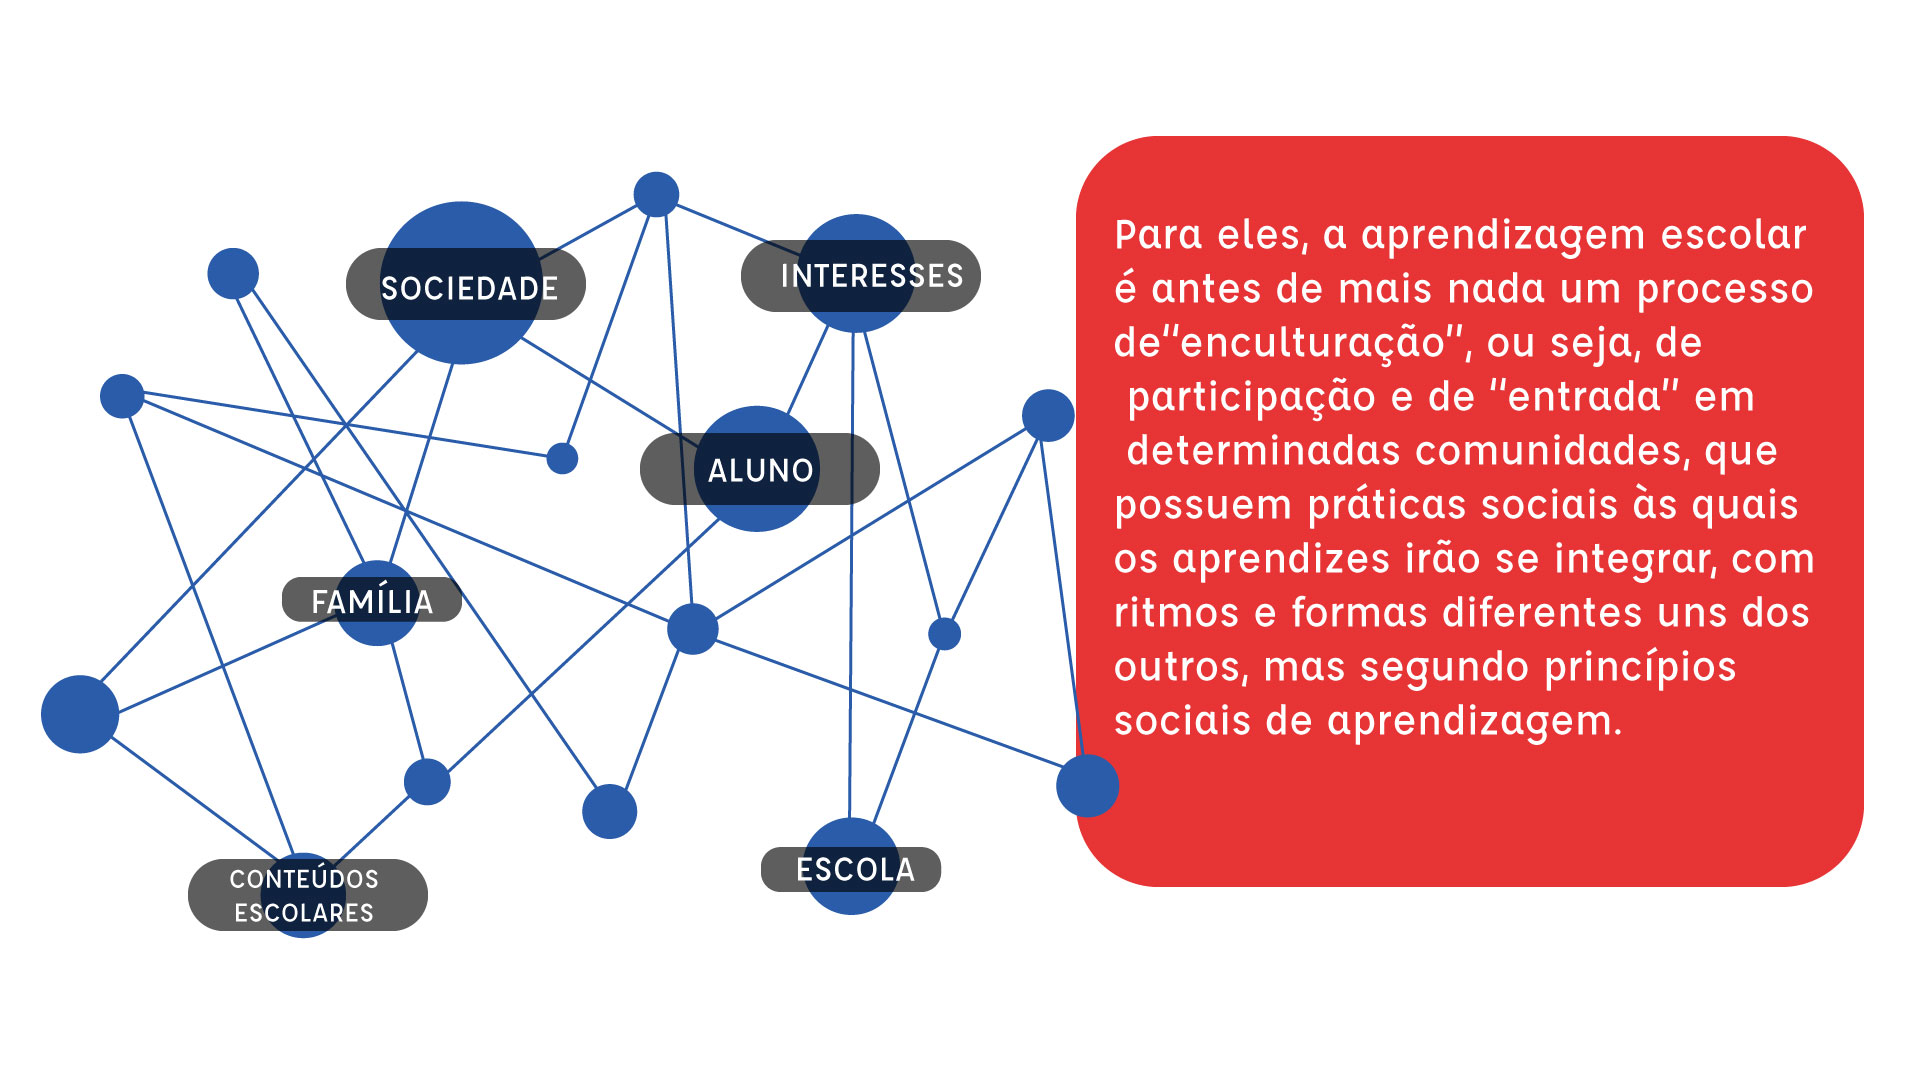 SOCIEDADE
INTERESSES
ALUNO
FAMÍLIA
CONTEÚDOS
ESCOLARES
ESCOLA
Para eles, a aprendizagem escolar
é antes de mais nada um processo
de“enculturação”, ou seja, de
participação e de “entrada” em
determinadas comunidades, que
possuem práticas sociais às quais
os aprendizes irão se integrar, com
ritmos e formas diferentes uns dos
outros, mas segundo princípios
sociais de aprendizagem.